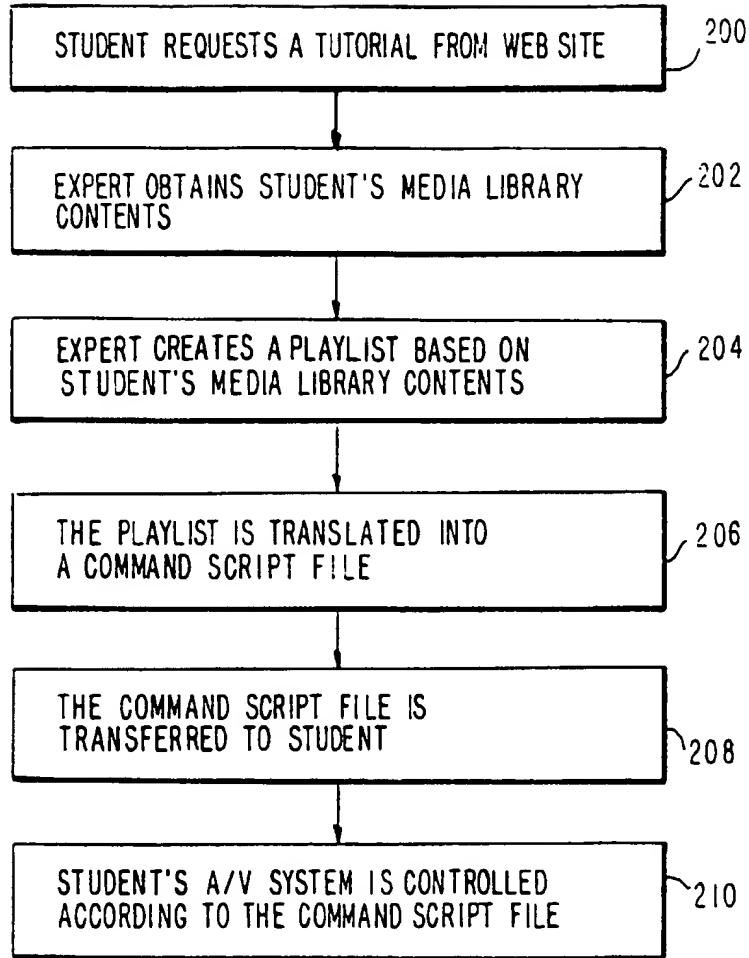 STUDENT REQUESTS A TUTORIAL FROM WEB SITE
200
EXPERT OBTAINS STUDENT'S MEDIA LIBRARY
CONTENTS
202
EXPERT CREATES A PLAYLIST BASED ON
STUDENT'S MEDIA LIBRARY CONTENTS
204
THE PLAYLIST IS TRANSLATED INTO
A COMMAND SCRIPT FILE
206
THE COMMAND SCRIPT FILE IS
TRANSFERRED TO STUDENT
208
STUDENT'S A/V SYSTEM IS CONTROLLED
ACCORDING TO THE COMMAND SCRIPT FILE
210